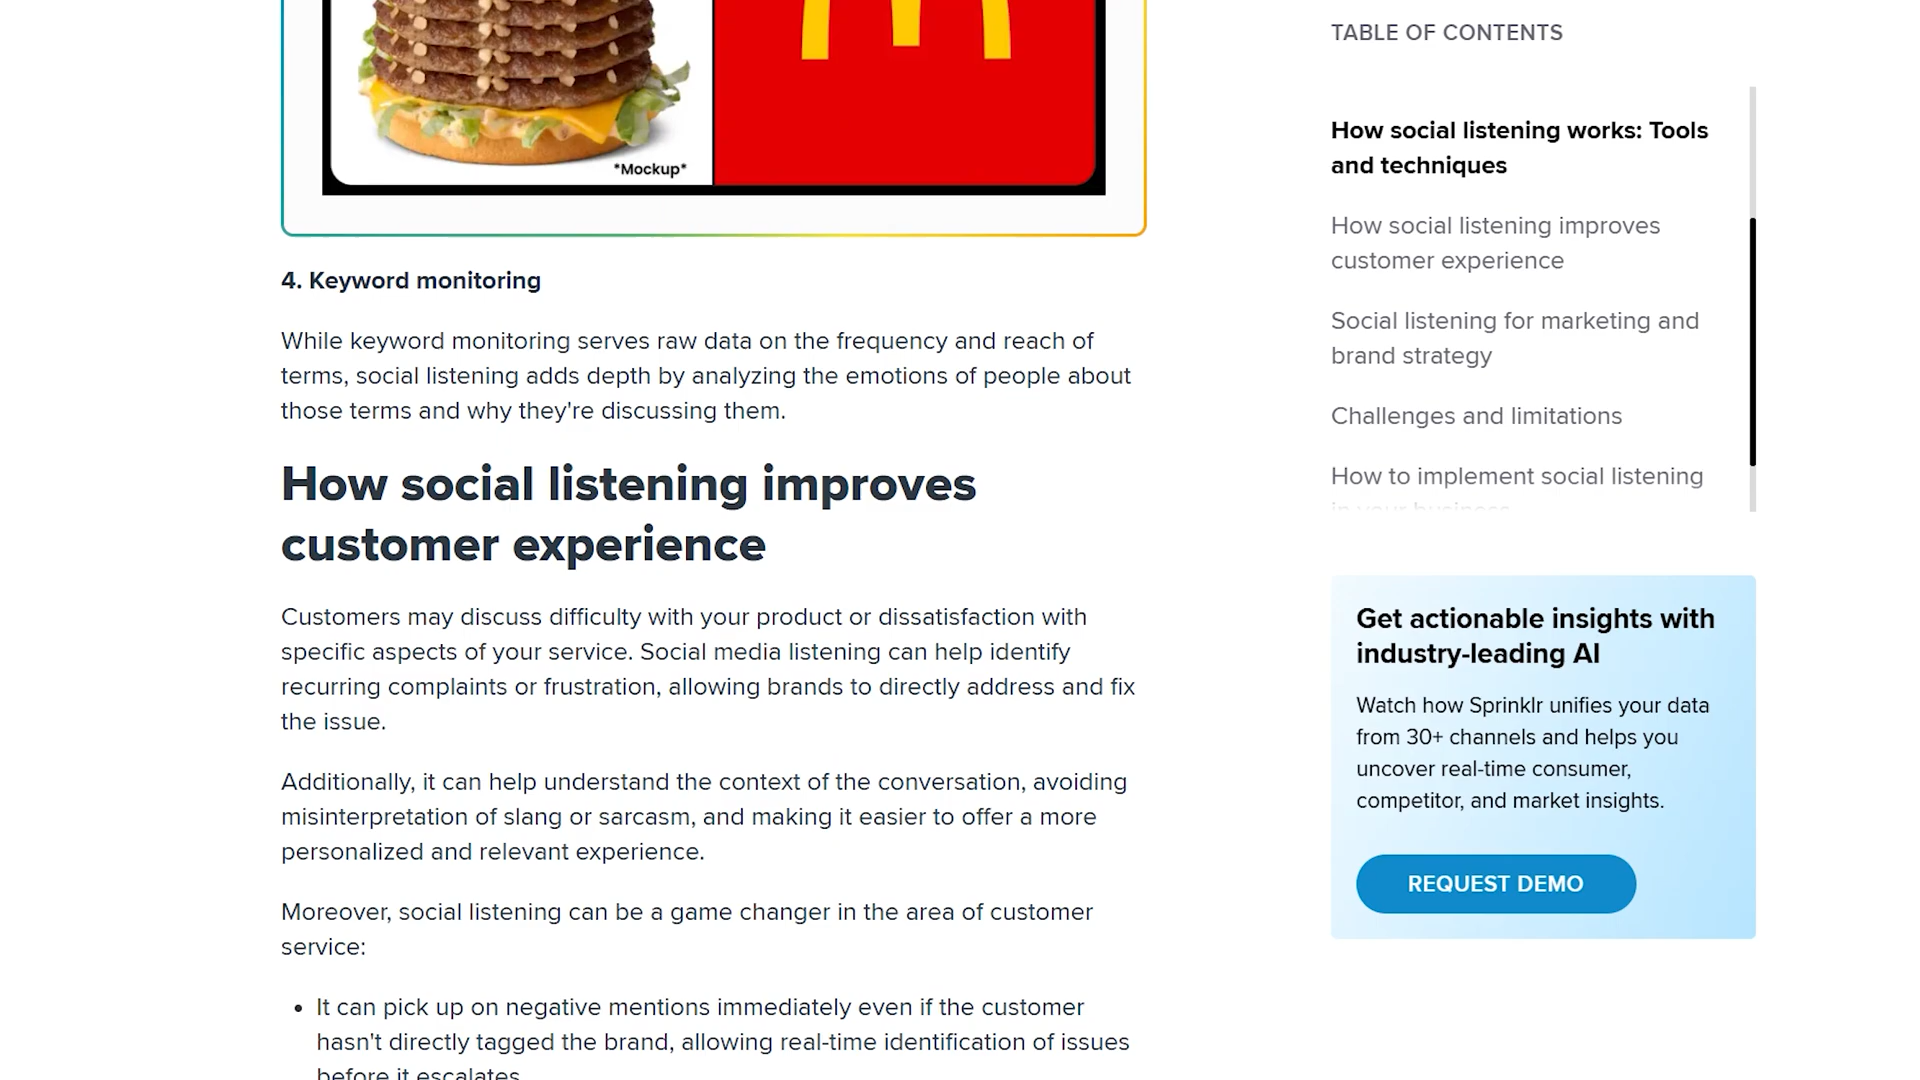 *Mockup*
4. Keyword monitoring
While keyword monitoring serves raw data on the frequency and reach of
terms, social listening adds depth by analyzing the emotions of people about
those terms and why they're discussing them.
How social listening improves
customer experience
Customers may discuss difficulty with your product or dissatisfaction with
specific aspects of your service. Social media listening can help identify
recurring complaints or frustration, allowing brands to directly address and fix
the issue.
Additionally, it can help understand the context of the conversation, avoiding
misinterpretation of slang or sarcasm, and making it easier to offer a more
personalized and relevant experience.
Moreover, social listening can be a game changer in the area of customer
service:
• It can pick up on negative mentions immediately even if the customer
hasn't directly tagged the brand, allowing real-time identification of issues
before it escalates
TABLE OF CONTENTS
How social listening works: Tools
and techniques
How social listening improves
customer experience
Social listening for marketing and
brand strategy
Challenges and limitations
How to implement social listening
in your business
Get actionable insights with
industry-leading AI
Watch how Sprinklr unifies your data
from 30+ channels and helps you
uncover real-time consumer,
competitor, and market insights.
REQUEST DEMO